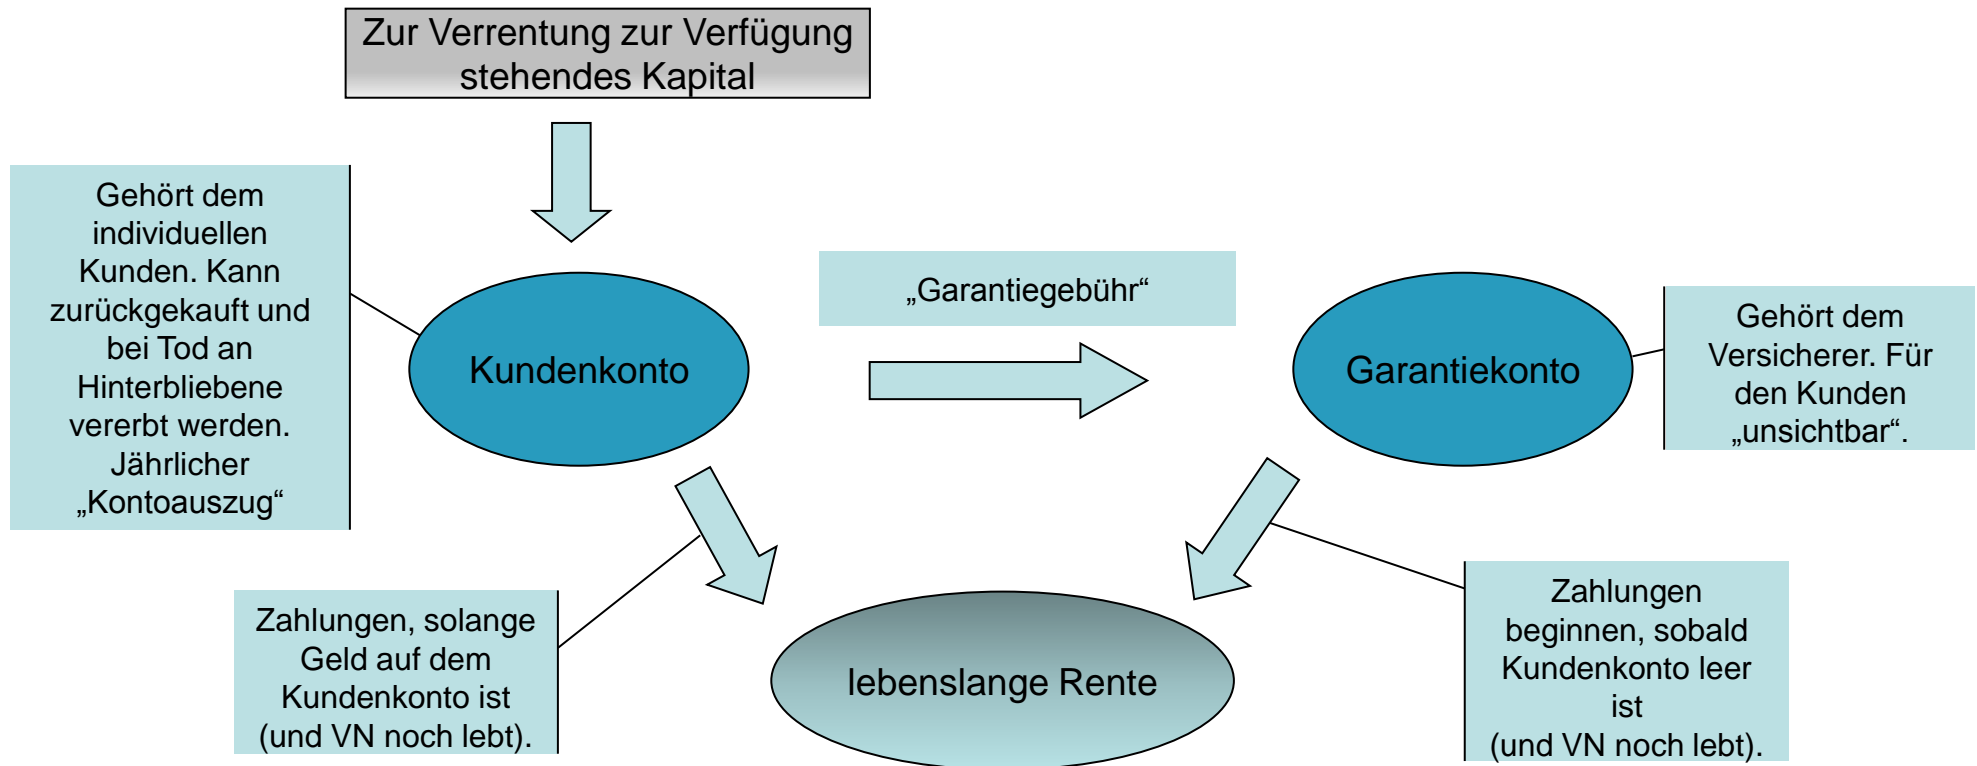 Zur Verrentung zur Verfügung
stehendes Kapital
Gehört dem
individuellen
Kunden. Kann
zurückgekauft und
bei Tod an
Hinterbliebene
vererbt werden.
Jährlicher
„Kontoauszug“
Kundenkonto
„Garantiegebühr“
Garantiekonto
Gehört dem
Versicherer. Für
den Kunden
„unsichtbar“.
Zahlungen, solange
Geld auf dem
Kundenkonto ist
(und VN noch lebt).
lebenslange Rente
Zahlungen
beginnen, sobald
Kundenkonto leer
ist
(und VN noch lebt).